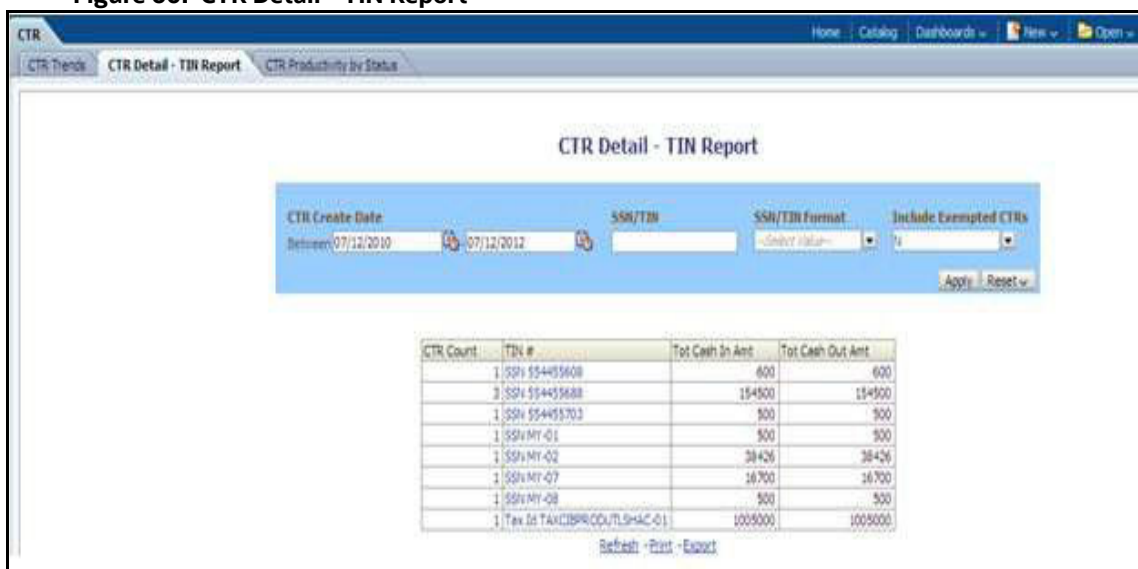 Figure 60: CTR Detail - TIN Report
CTR
Home Catalog Dashboards New Open
CTR Trends CTR Detail - TIN Report CTR Productivity by Status
CTR Detail - TIN Report
CTR Create Date SSN/TIN SSN/TIN Format Include Exempted CTRs
Between 07/12/2010 - 07/12/2012 --Select Value-- N
Apply Reset
CTR Count TIN # Tot Cash In Amt Tot Cash Out Amt
1 SSN 554455608 600 600
3 SSN 554455688 154500 154500
1 SSN 554455703 500 500
1 SSN MY-01 500 500
1 SSN MY-02 38426 38426
1 SSN MY-07 16700 16700
1 SSN MY-08 500 500
1 Tax Id 1005000 1005000
Refresh - Print - Export